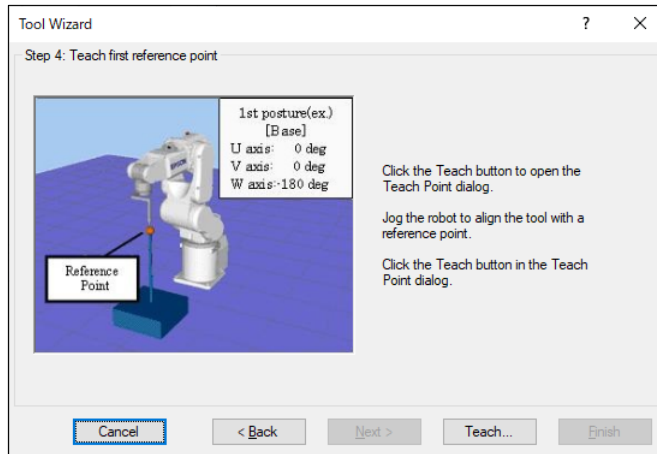 Tool Wizard
?
Step 4: Teach first reference point
1st posture(ex.)
[Base]
U axis: 0 deg
V axis: 0 deg
W axis:-180 deg
EPSON
Reference
Point
Click the Teach button to open the
Teach Point dialog.
Jog the robot to align the tool with a
reference point.
Click the Teach button in the Teach
Point dialog.
Cancel
< Back
Next >
Teach...
Finish